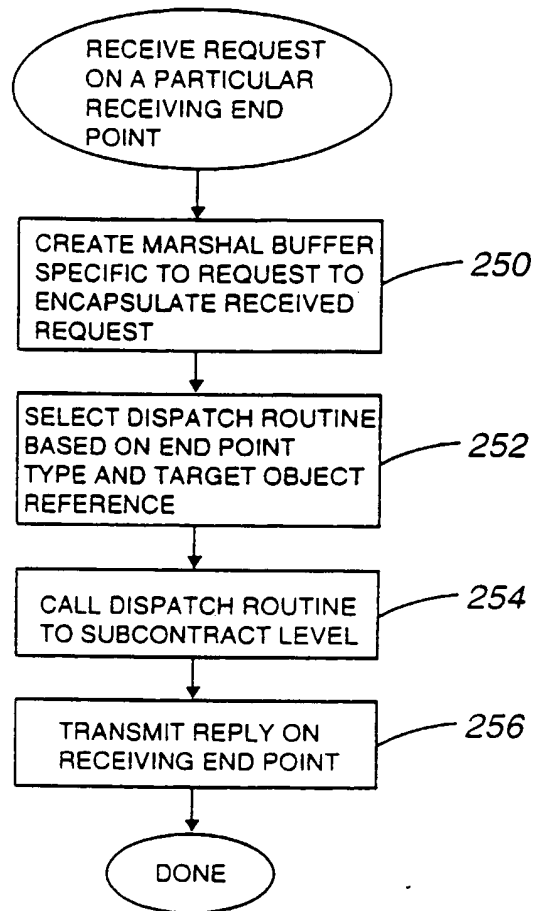 RECEIVE REQUEST
ON A PARTICULAR
RECEIVING END
POINT
CREATE MARSHAL BUFFER
SPECIFIC TO REQUEST TO
ENCAPSULATE RECEIVED
REQUEST
250
SELECT DISPATCH ROUTINE
BASED ON END POINT
TYPE AND TARGET OBJECT
REFERENCE
252
CALL DISPATCH ROUTINE
TO SUBCONTRACT LEVEL
254
TRANSMIT REPLY ON
RECEIVING END POINT
256
DONE